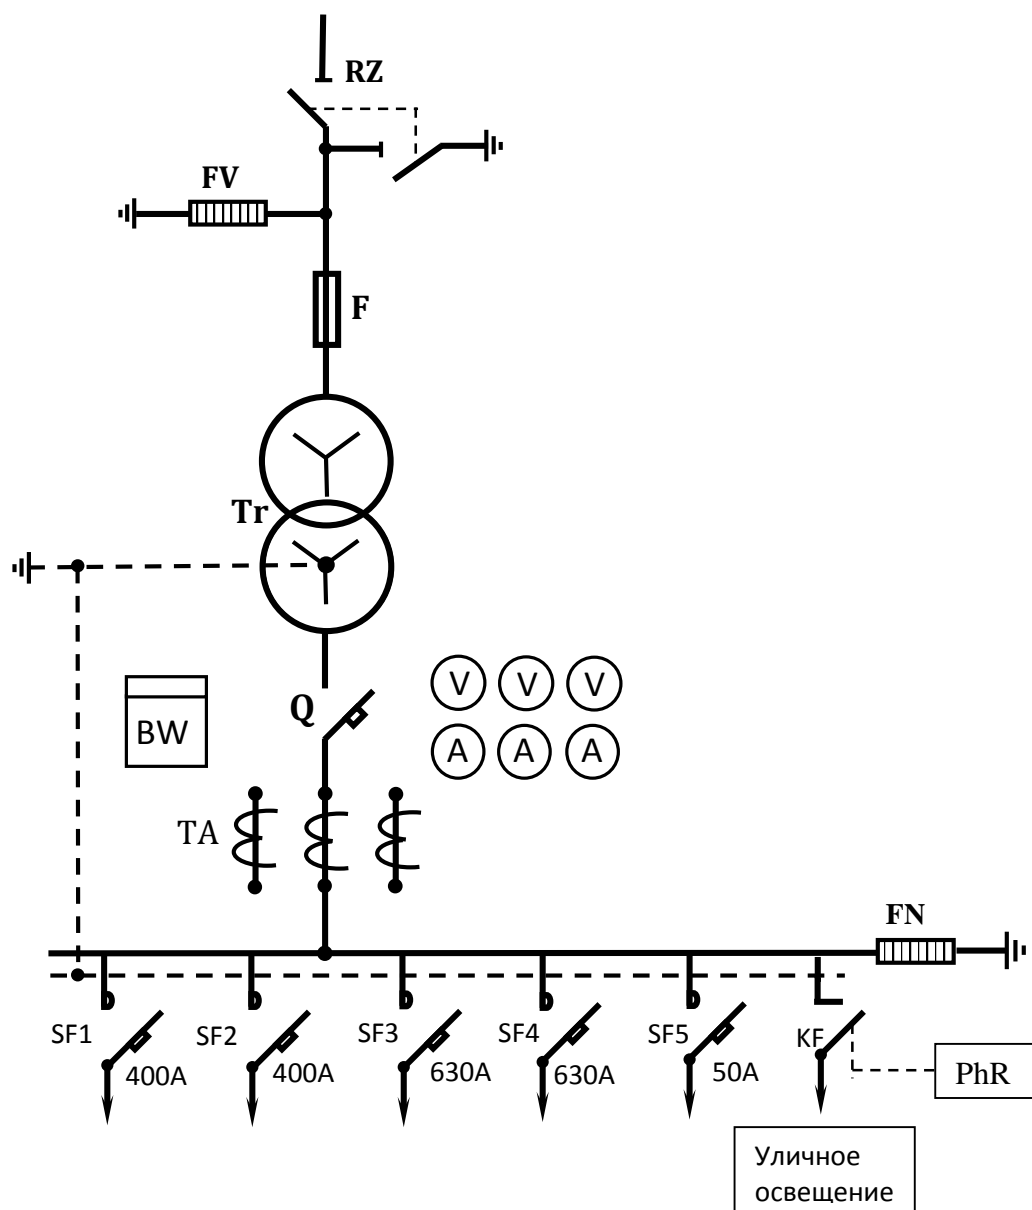 RZ
FV
F
Tr
Q
V V V
BW
A A A
TA
FN
SF1 SF2 SF3 SF4 SF5 KF
400A 400A 630A 630A 50A
PhR
Уличное
освещение